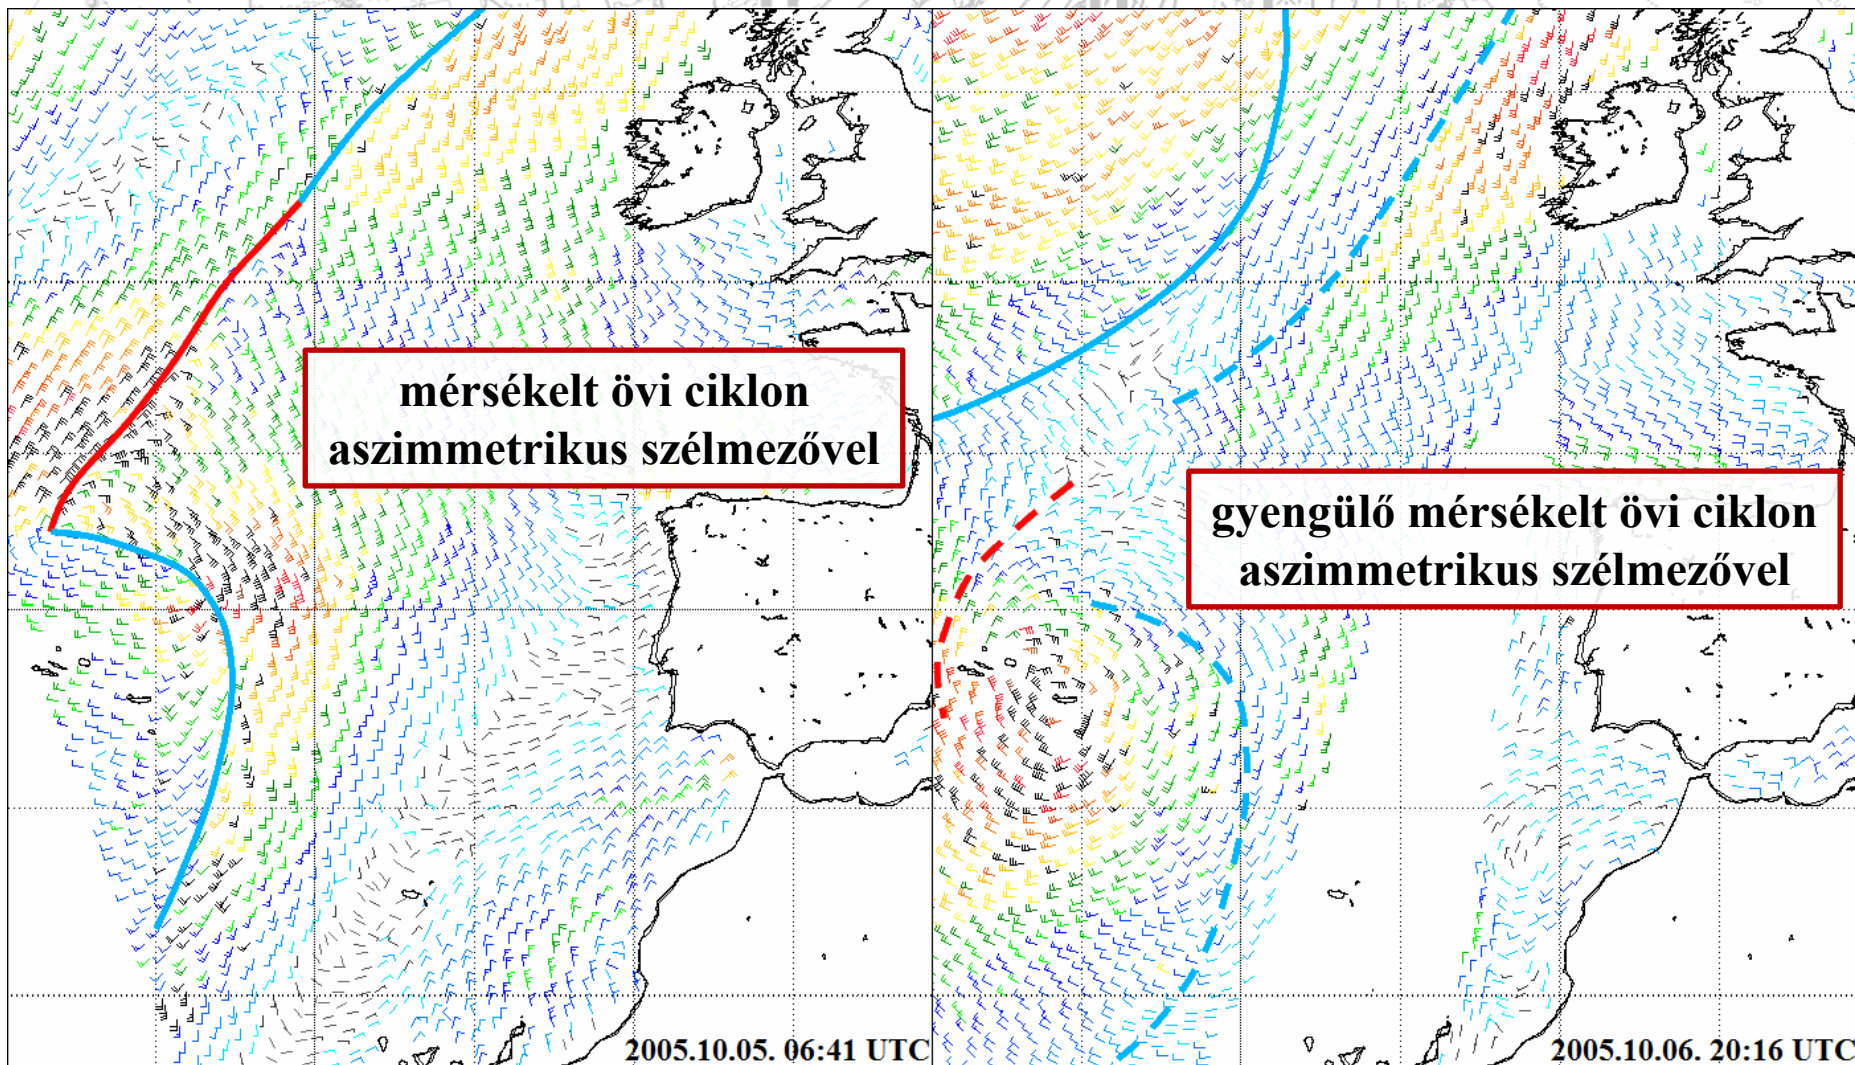 mérsékelt övi ciklon
aszimmetrikus szélmezővel
2005.10.05. 06:41 UTC
gyengülő mérsékelt övi ciklon
aszimmetrikus szélmezővel
2005.10.06. 20:16 UTC